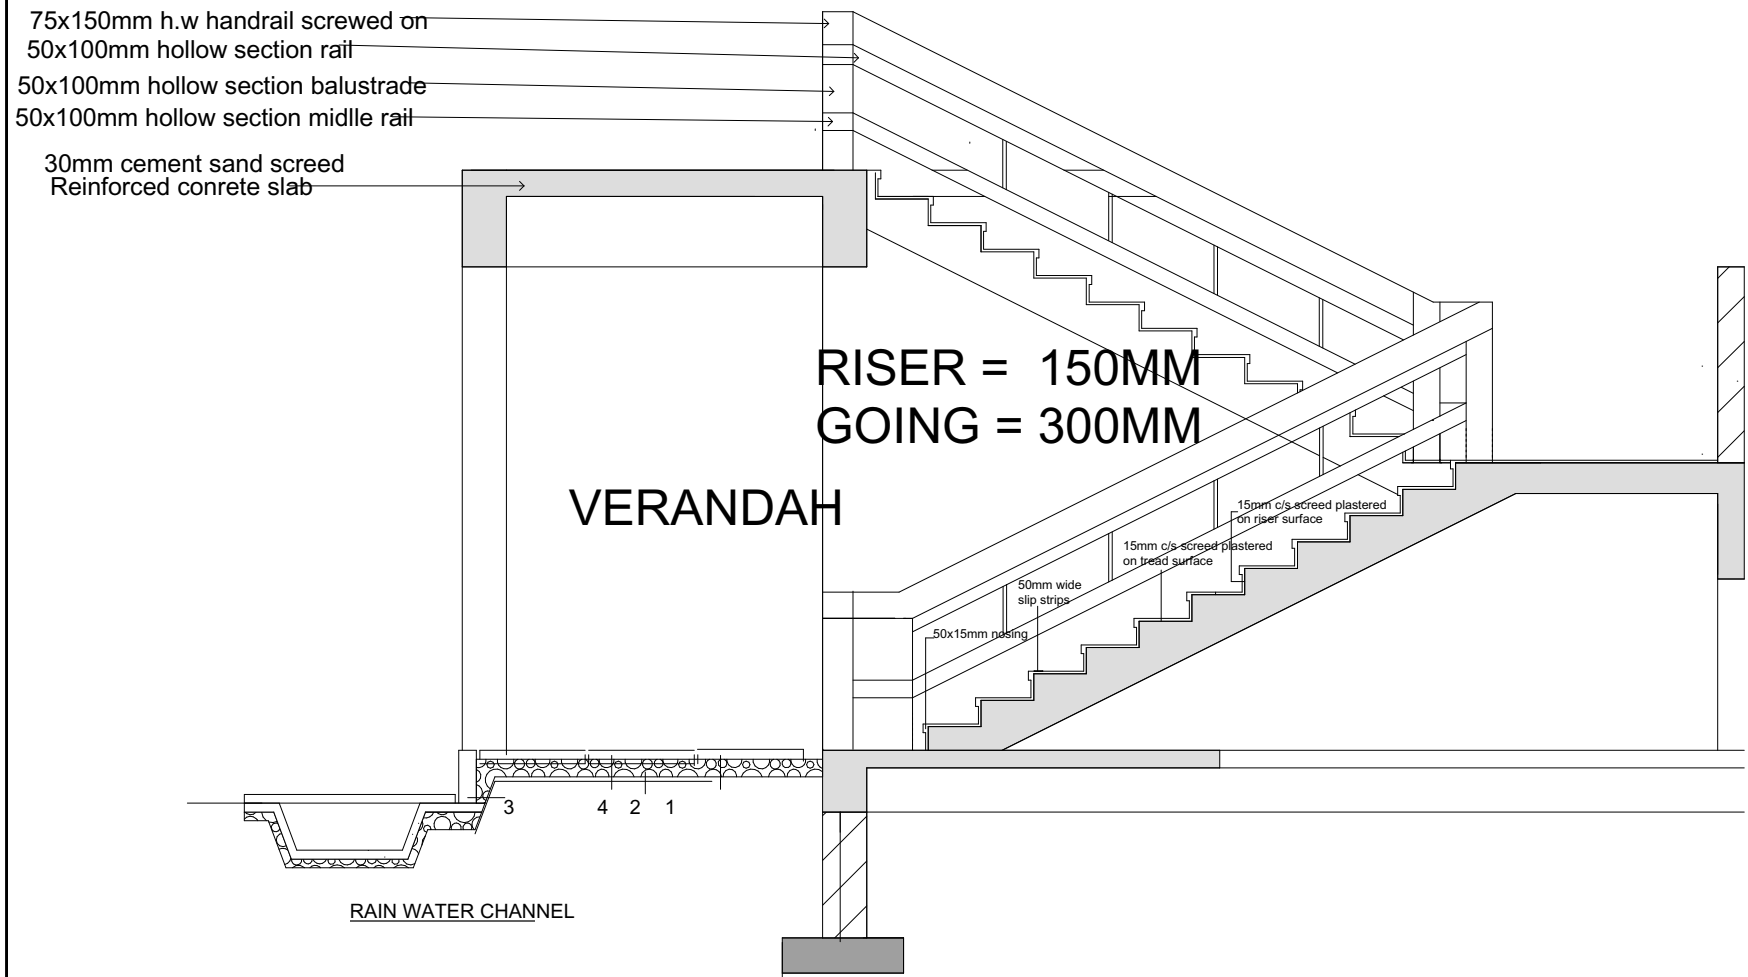 75x150mm h.w handrail screwed on
50x100mm hollow section rail
50x100mm hollow section balustrade
50x100mm hollow section midlle rail
30mm cement sand screed
Reinforced conrete slab
RISER = 150MM
GOING = 300MM
VERANDAH
15mm c/s screed plastered
on riser surface
15mm c/s screed plastered
on tread surface
50mm wide
slip strips
50x15mm nosing
3 4 2 1
RAIN WATER CHANNEL